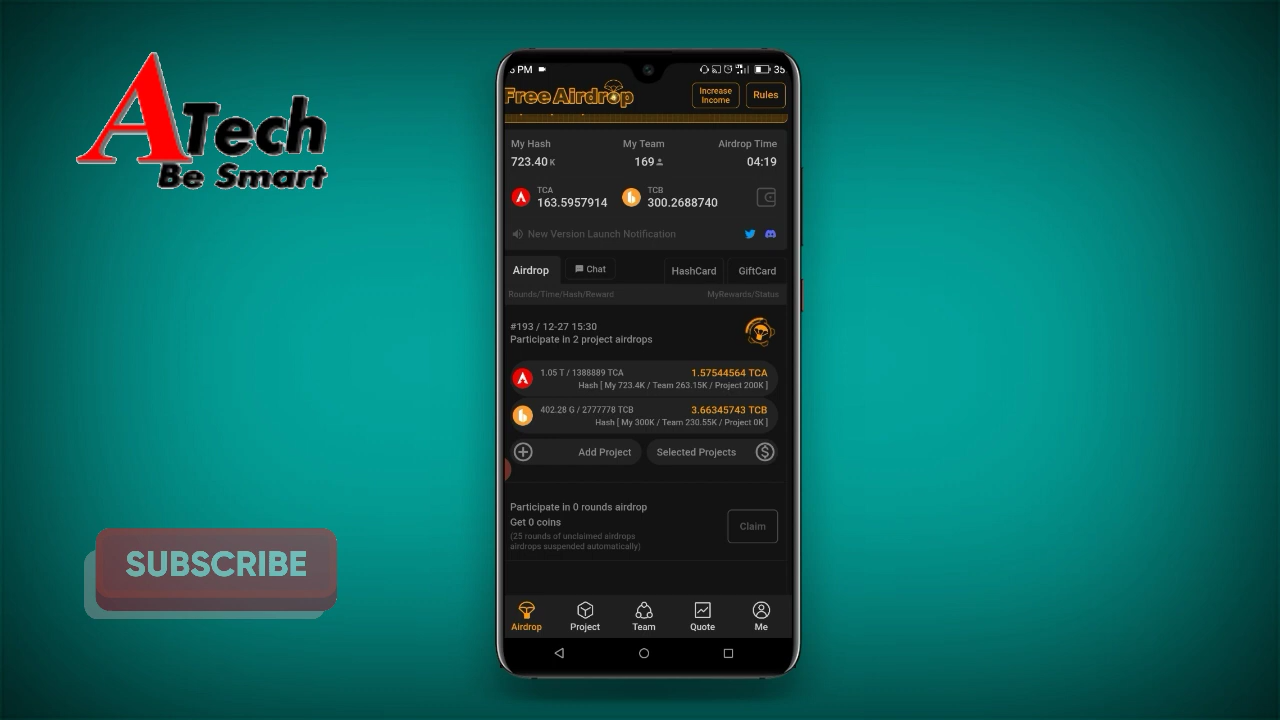 ATech
Be Smart
SUBSCRIBE
5 PM
35
Free Airdrop
Increase
Income
Rules
My Hash
My Team
Airdrop Time
723.40 K
169
04:19
TCA
163.5957914
TCB
300.2688740
New Version Launch Notification
Airdrop
Chat
HashCard
GiftCard
Rounds/Time/Hash/Reward
MyRewards/Status
#193 / 12-27 15:30
Participate in 2 project airdrops
1.05 T / 1388889 TCA
1.57544564 TCA
Hash [ My 723.4K / Team 263.15K / Project 200K ]
402.28 G / 2777778 TCB
3.66345743 TCB
Hash [ My 300K / Team 230.55K / Project 0K ]
Add Project
Selected Projects
Participate in 0 rounds airdrop
Get 0 coins
(25 rounds of unclaimed airdrops
airdrops suspended automatically)
Claim
Airdrop
Project
Team
Quote
Me